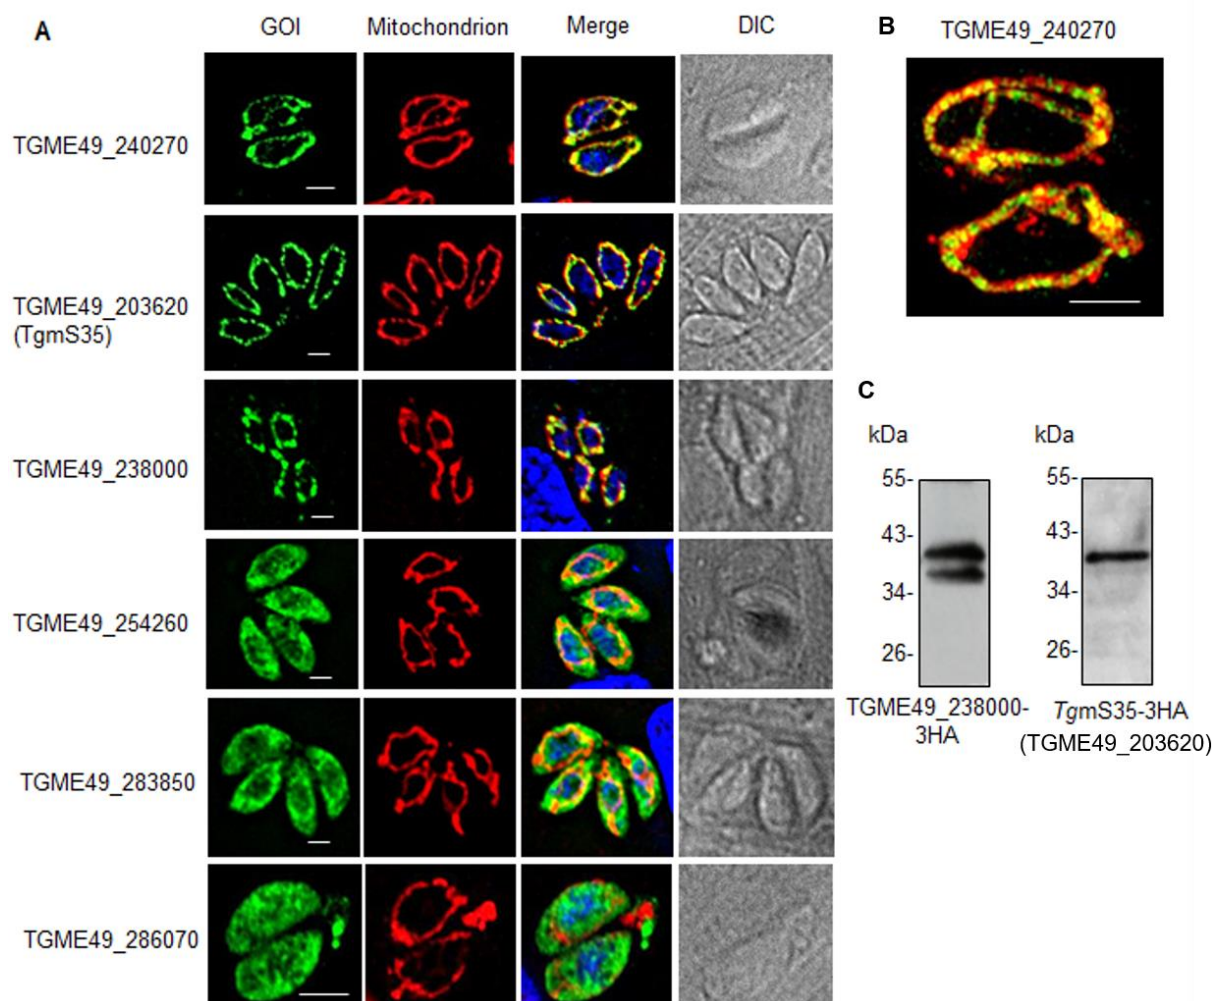 A
GOI Mitochondrion Merge DIC
TGME49_240270
TGME49_203620
(TgmS35)
TGME49_238000
TGME49_254260
TGME49_283850
TGME49_286070
B
TGME49_240270
C
kDa
55-
43-
34-
26-
TGME49_238000-
3HA
kDa
55-
43-
34-
26-
TgmS35-3HA
(TGME49_203620)